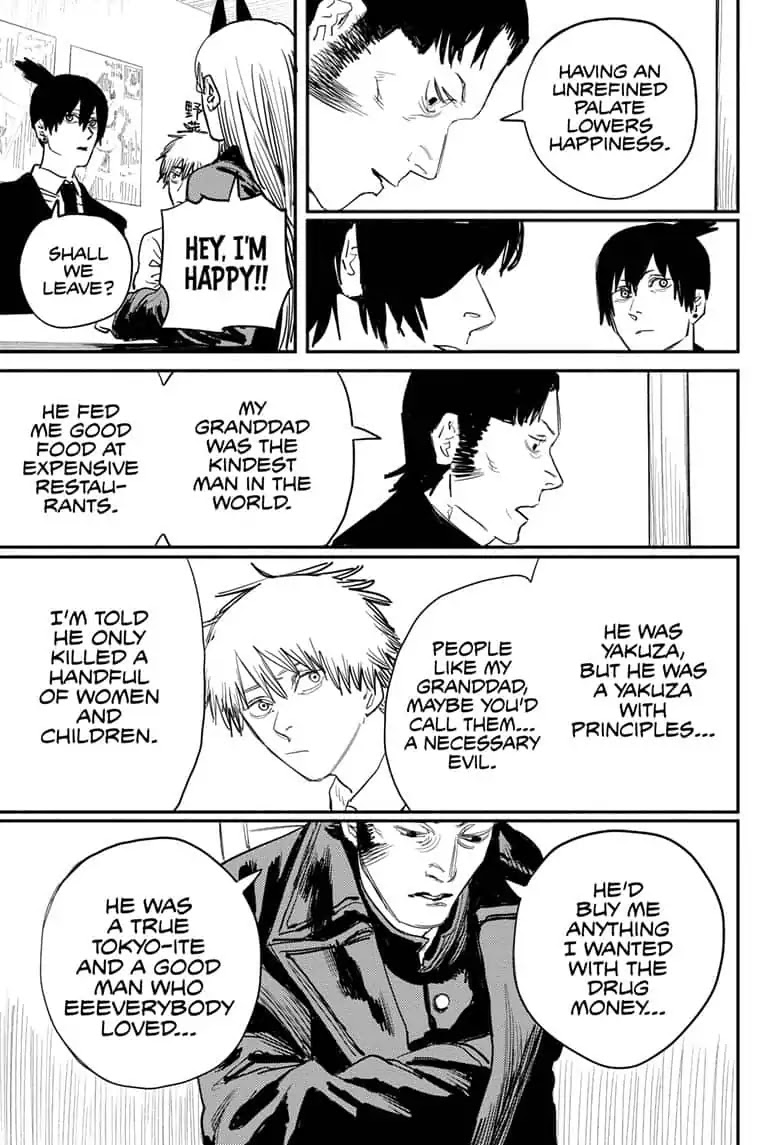 HAVING AN
UNREFINED
PALATE
LOWERS
HAPPINESS.
野
菜
HEY, I'M
HAPPY!!
SHALL
WE
LEAVE?
MY
GRANDDAD
WAS THE
KINDEST
MAN IN THE
WORLD.
HE FED
ME GOOD
FOOD AT
EXPENSIVE
RESTAU-
RANTS.
HE WAS
YAKUZA,
BUT HE WAS
A YAKUZA
WITH
PRINCIPLES...
PEOPLE
LIKE MY
GRANDDAD,
MAYBE YOU'D
CALL THEM...
A NECESSARY
EVIL.
I'M TOLD
HE ONLY
KILLED A
HANDFUL
OF WOMEN
AND
CHILDREN.
HE'D
BUY ME
ANYTHING
I WANTED
WITH THE
DRUG
MONEY...
HE WAS
A TRUE
TOKYO-ITE
AND A GOOD
MAN WHO
EEEVERYBODY
LOVED...